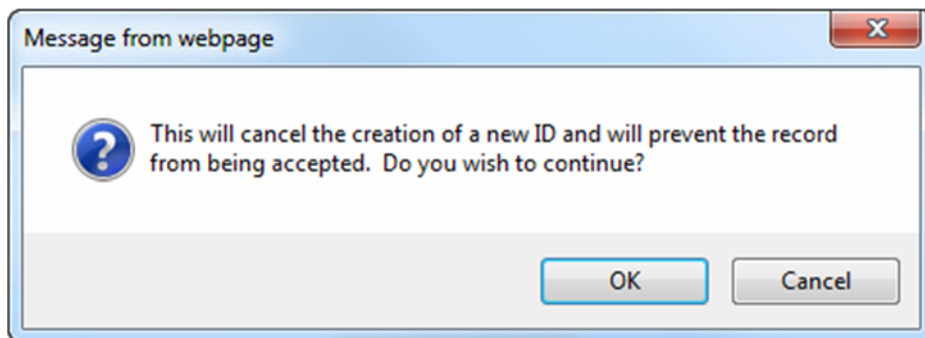 Message from webpage
This will cancel the creation of a new ID and will prevent the record
from being accepted.  Do you wish to continue?
OK
Cancel